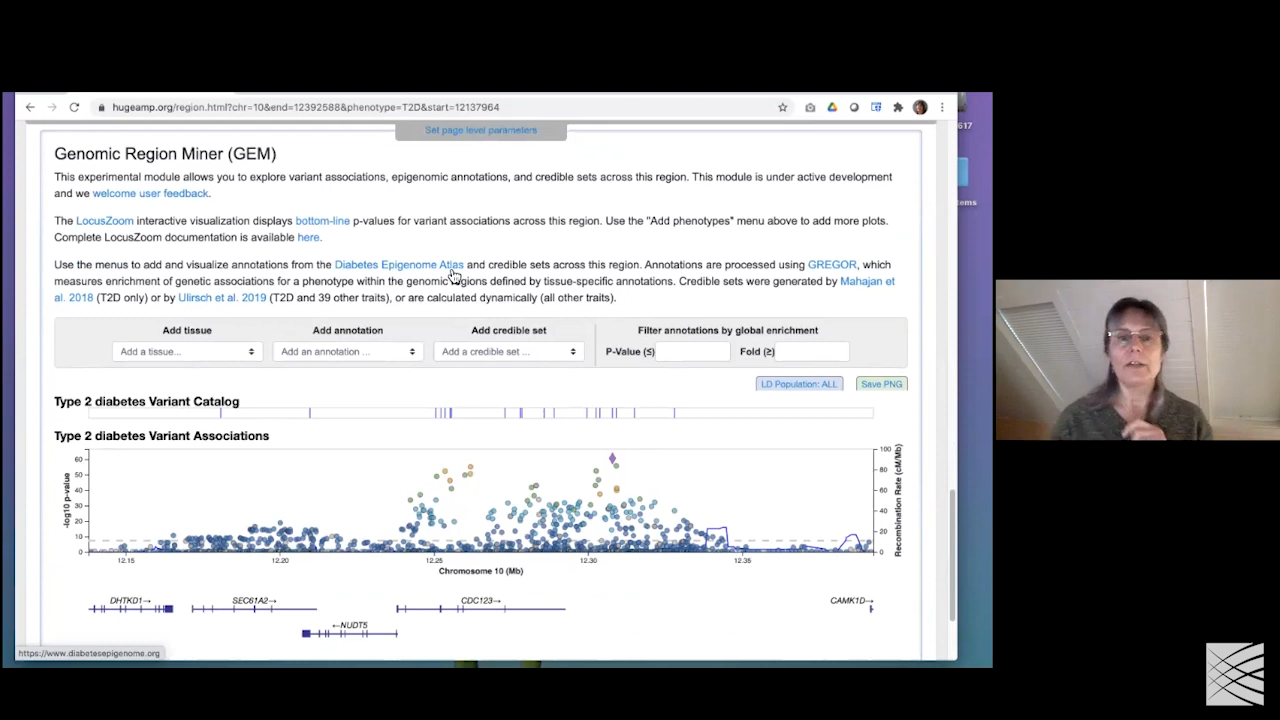 hugeamp.org/region.html?chr=10&end=12392588&phenotype=T2D&start=12137964
617
Set page level parameters
Genomic Region Miner (GEM)
This experimental module allows you to explore variant associations, epigenomic annotations, and credible sets across this region. This module is under active development
and we welcome user feedback.
tems
The LocusZoom interactive visualization displays bottom-line p-values for variant associations across this region. Use the "Add phenotypes" menu above to add more plots.
Complete LocusZoom documentation is available here.
Use the menus to add and visualize annotations from the Diabetes Epigenome Atlas and credible sets across this region. Annotations are processed using GREGOR, which
measures enrichment of genetic associations for a phenotype within the genomic regions defined by tissue-specific annotations. Credible sets were generated by Mahajan et
al. 2018 (T2D only) or by Ulirsch et al. 2019 (T2D and 39 other traits), or are calculated dynamically (all other traits).
Add tissue Add annotation Add credible set Filter annotations by global enrichment
Add a tissue... Add an annotation ... Add a credible set ... P-Value (≤) Fold (≥)
LD Population: ALL Save PNG
Type 2 diabetes Variant Catalog
Type 2 diabetes Variant Associations
60
50
40
30
20
10
0
-log10 p-value
100
80
60
40
20
0
Recombination Rate (cM/Mb)
12.15 12.20 12.25 12.30 12.35
Chromosome 10 (Mb)
DHTKD1→ SEC61A2→ CDC123→ CAMK1D→
←NUDT5
https://www.diabetesepigenome.org